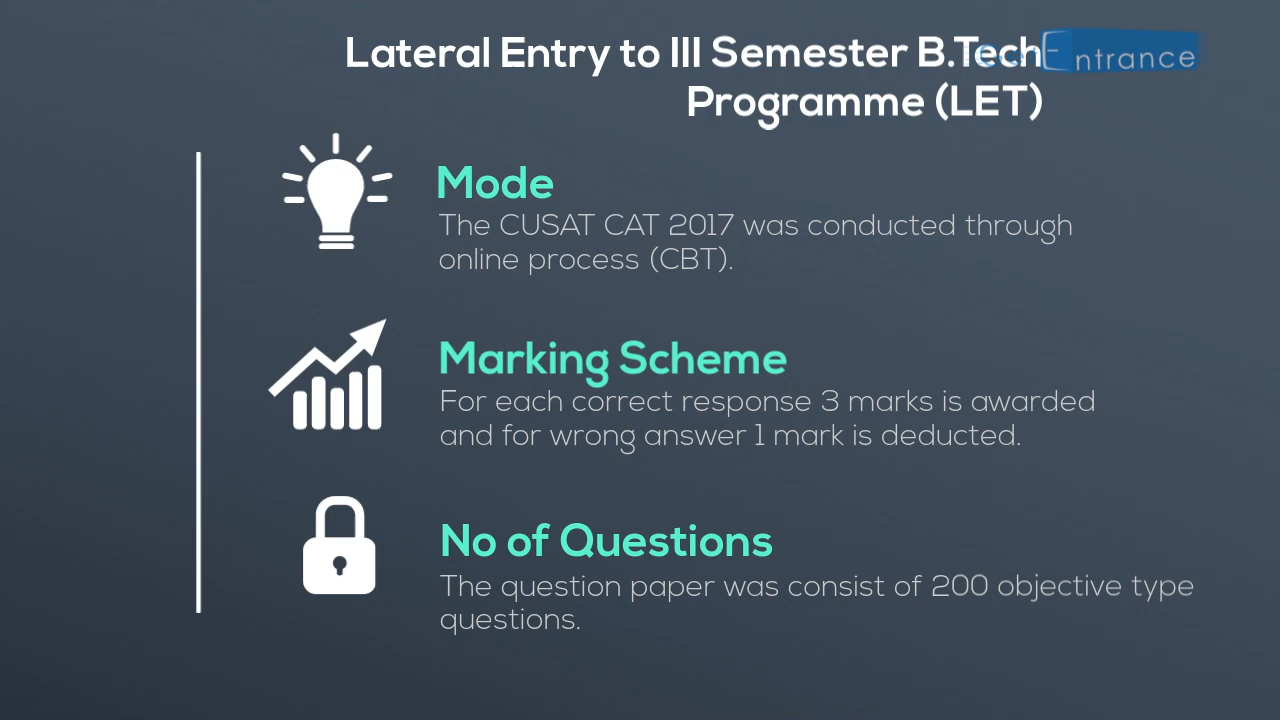 Lateral Entry to III Semester B.Tech
Programme (LET)
Entrance
Mode
The CUSAT CAT 2017 was conducted through
online process (CBT).
Marking Scheme
For each correct response 3 marks is awarded
and for wrong answer 1 mark is deducted.
No of Questions
The question paper was consist of 200 objective type
questions.